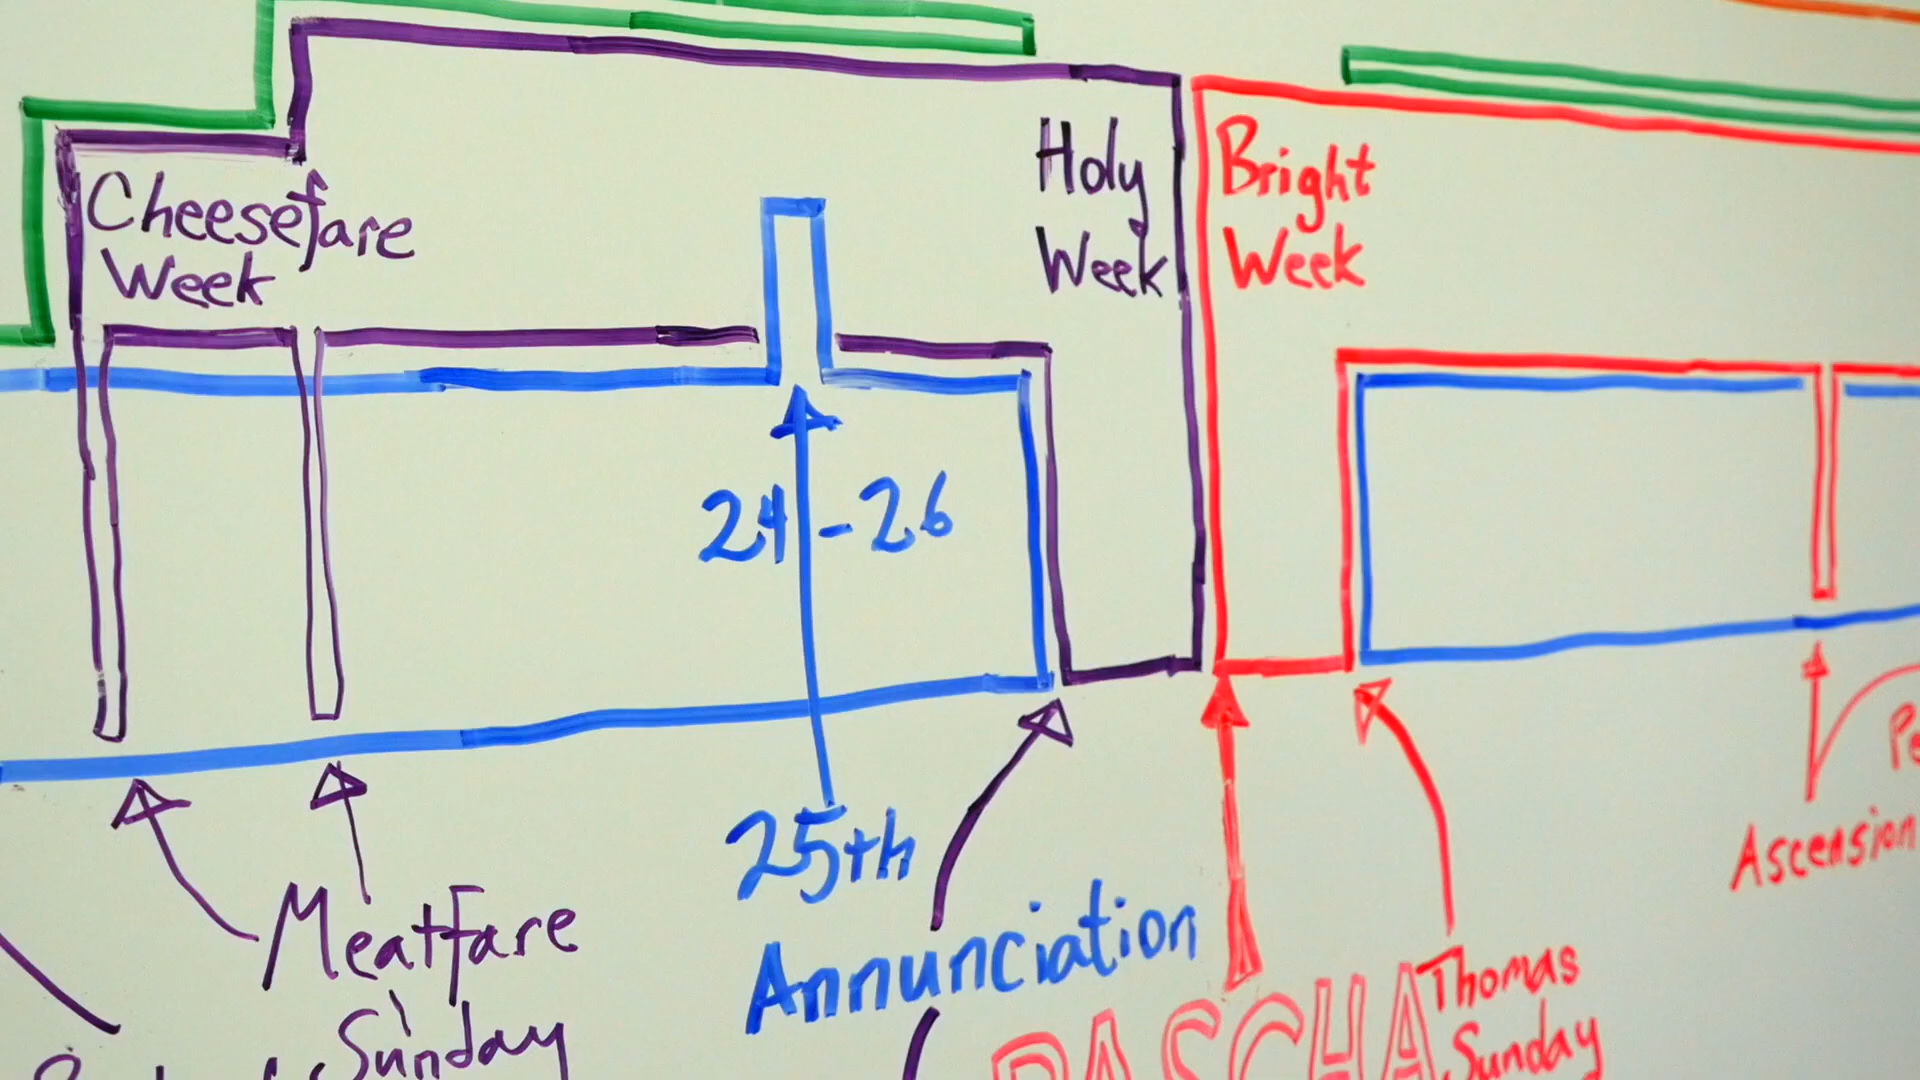 Cheesefare
Week
Holy
Week
Bright
Week
24-26
25th
Annunciation
Meatfare
Sunday
PASCHA
Thomas
Sunday
Ascension